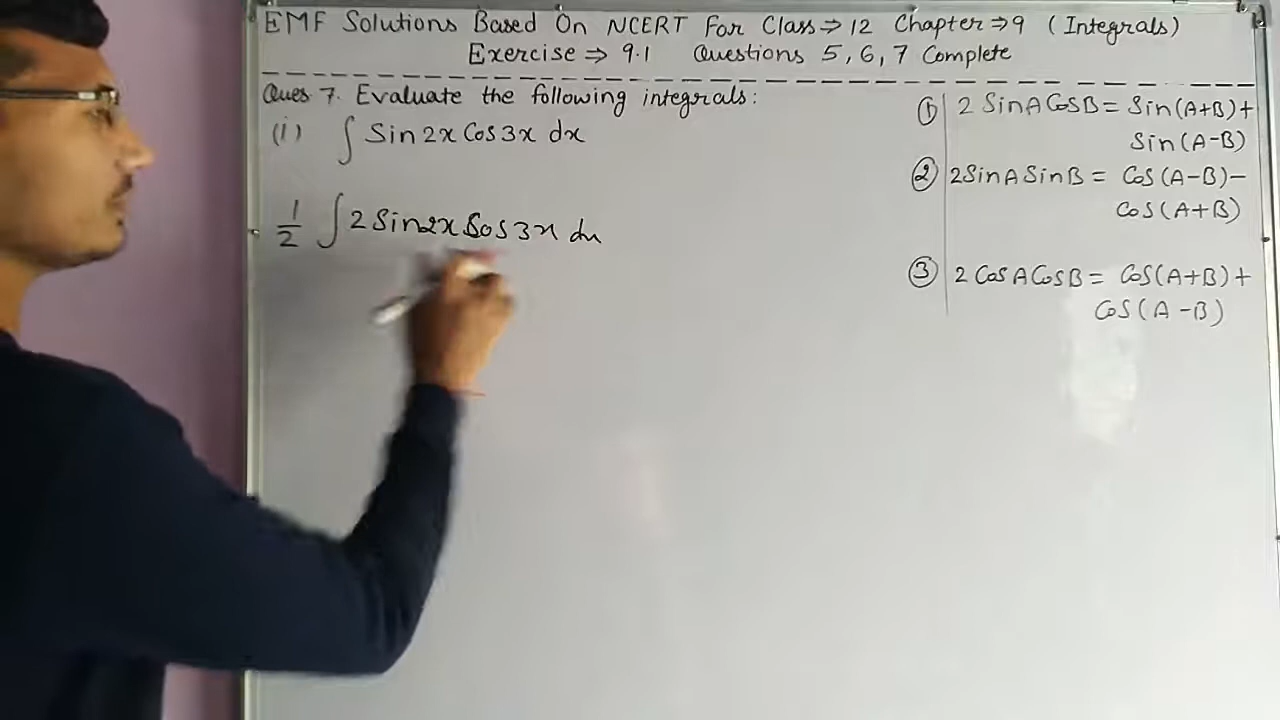 EMF Solutions Based On NCERT For Class ⇒ 12 Chapter ⇒ 9 (Integrals)
Exercise ⇒ 9.1 Questions 5, 6, 7 Complete
Ques 7. Evaluate the following integrals:
(i) ∫ Sin 2x Cos 3x dx
1/2 ∫ 2 Sin 2x Cos 3x dx
① 2 SinA CosB = Sin(A+B)+
Sin(A-B)
② 2SinA SinB = Cos(A-B)-
Cos(A+B)
③ 2 CosA CosB = Cos(A+B)+
Cos(A-B)